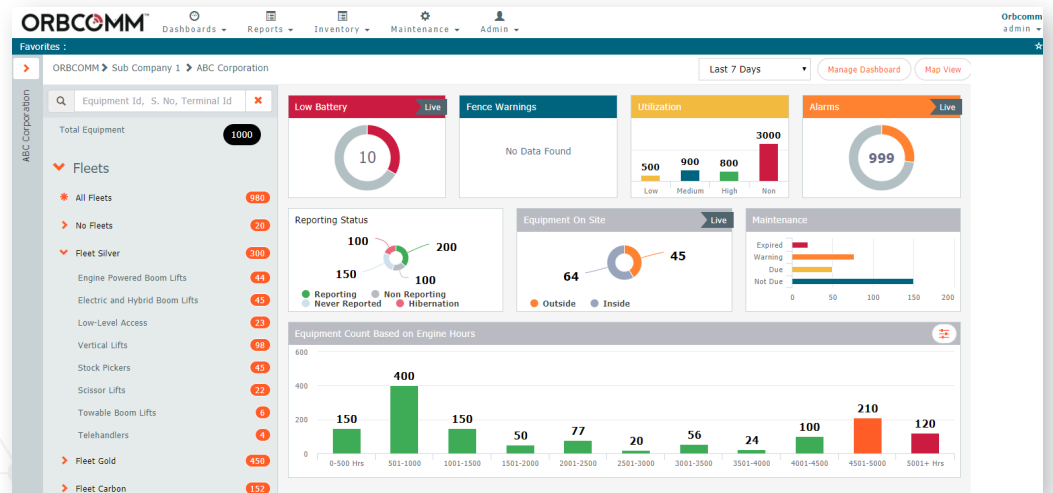 ORBCOMM
Dashboards
Reports
Inventory
Maintenance
Admin
Orbcomm
admin
Favorites :
ORBCOMM > Sub Company 1 > ABC Corporation
Last 7 Days
Manage Dashboard
Map View
ABC Corporation
Equipment Id, S. No, Terminal Id
Total Equipment
1000
Fleets
All Fleets 980
No Fleets 20
Fleet Silver 300
Engine Powered Boom Lifts 44
Electric and Hybrid Boom Lifts 45
Low-Level Access 23
Vertical Lifts 98
Stock Pickers 45
Scissor Lifts 22
Towable Boom Lifts 6
Telehandlers 4
Fleet Gold 450
Fleet Carbon 152
Low Battery Live
10
Fence Warnings
No Data Found
Utilization
500 900 800 3000
Low Medium High Non
Alarms Live
999
Reporting Status
100 200
150 100
Reporting Non Reporting
Never Reported Hibernation
Equipment On Site Live
64 45
Outside Inside
Maintenance
Expired
Warning
Due
Not Due
0 50 100 150 200
Equipment Count Based on Engine Hours
600
400
200
0
150 400 150 50 77 20 56 24 100 210 120
0-500 Hrs 501-1000 1001-1500 1501-2000 2001-2500 2501-3000 3001-3500 3501-4000 4001-4500 4501-5000 5001+ Hrs